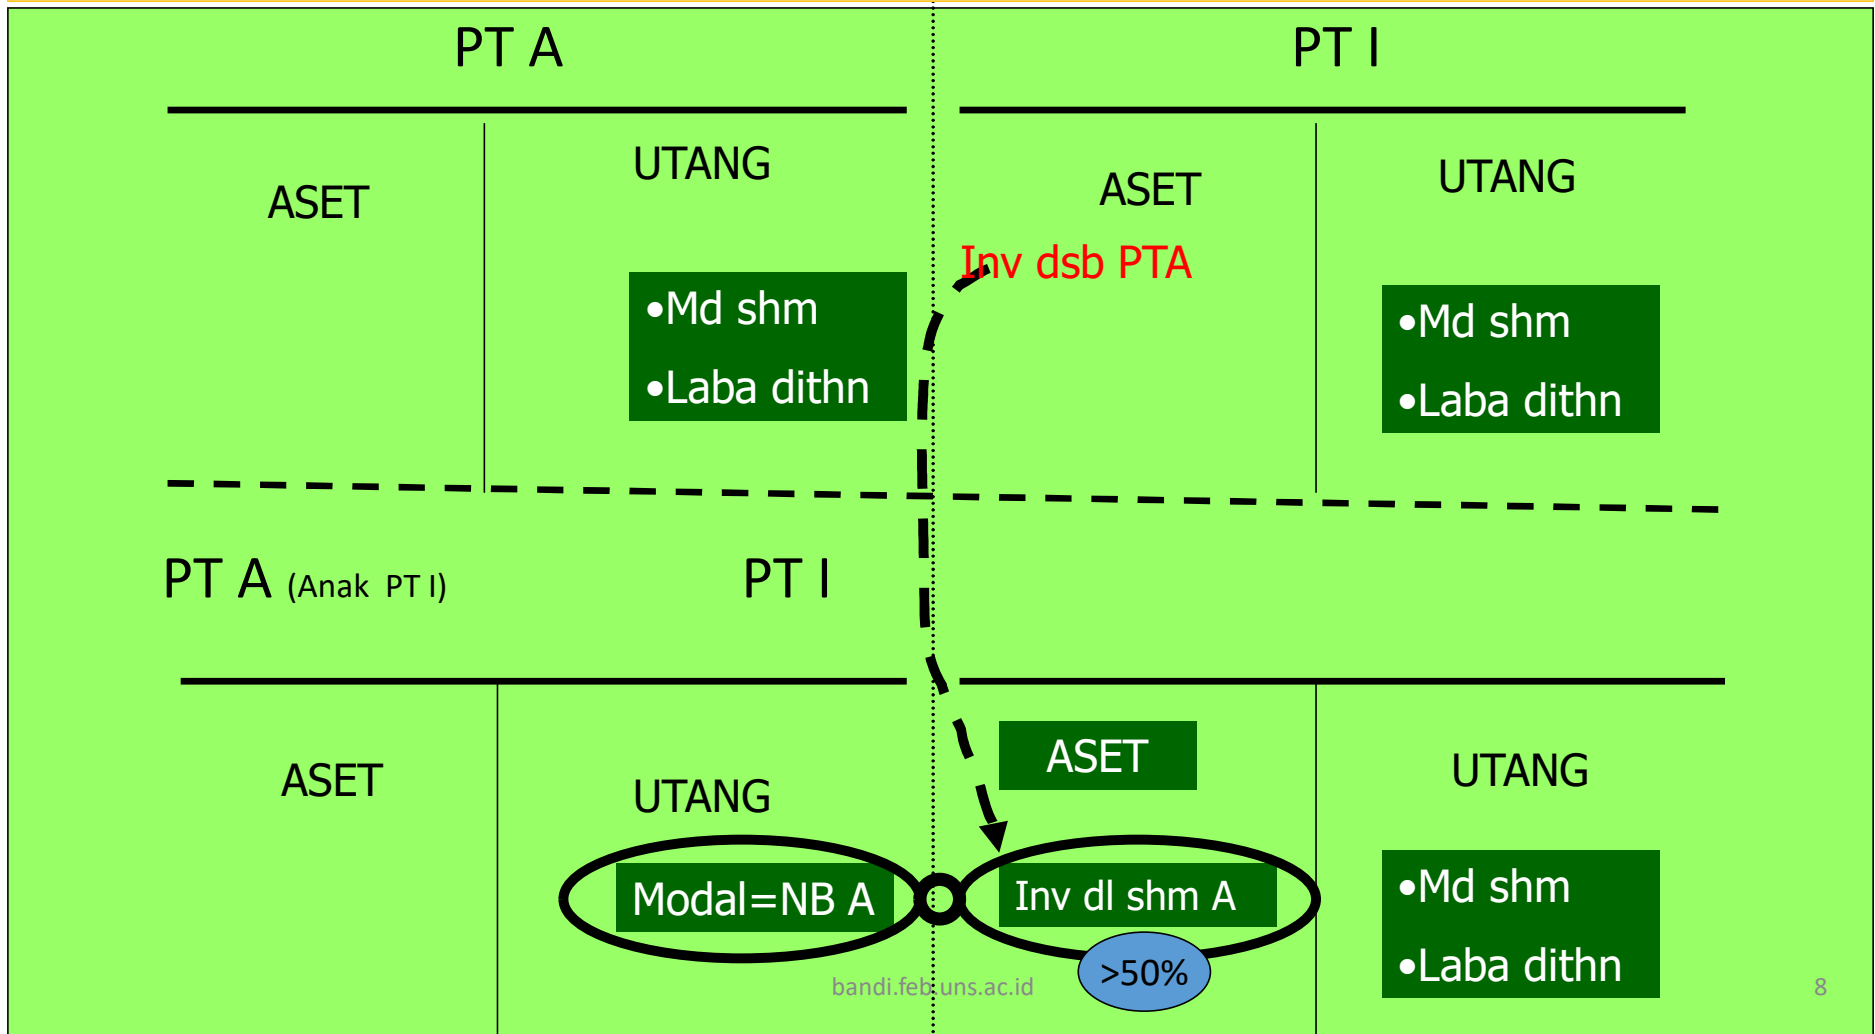 PT A
PT I
ASET
UTANG
•Md shm
•Laba dithn
ASET
Inv dsb PTA
UTANG
•Md shm
•Laba dithn
PT A (Anak PT I)
PT I
ASET
UTANG
Modal=NB A
ASET
Inv dl shm A
>50%
UTANG
•Md shm
•Laba dithn
bandi.feb.uns.ac.id
8